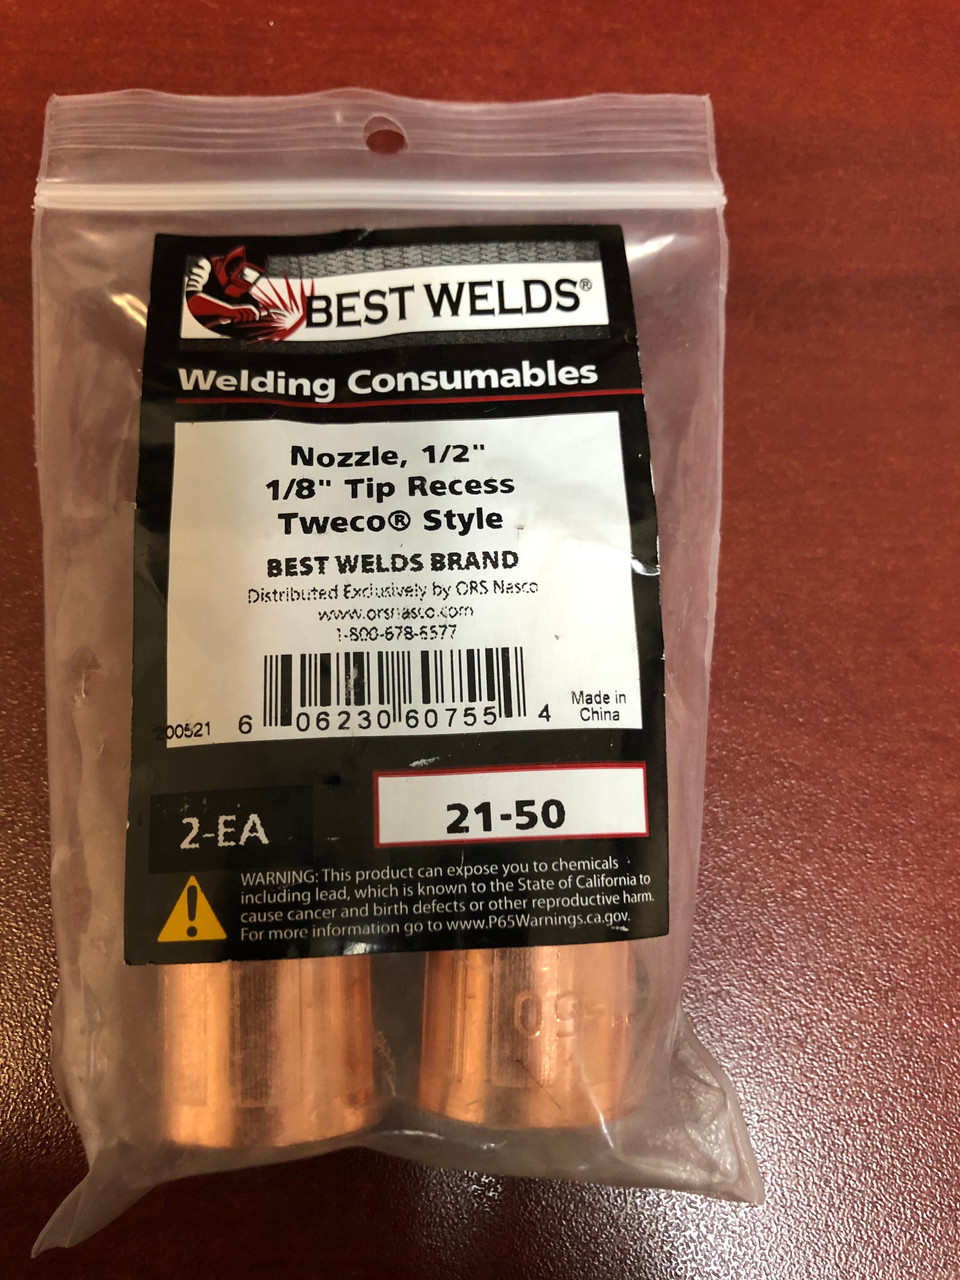 BEST WELDS®
Welding Consumables
Nozzle, 1/2"
1/8" Tip Recess
Tweco® Style
BEST WELDS BRAND
Distributed Exclusively by ORS Nasco
www.orsnasco.com
1-800-678-6577
Made in
China
200521
6 06230 60755 4
2-EA
21-50
WARNING: This product can expose you to chemicals
including lead, which is known to the State of California to
cause cancer and birth defects or other reproductive harm.
For more information go to www.P65Warnings.ca.gov.